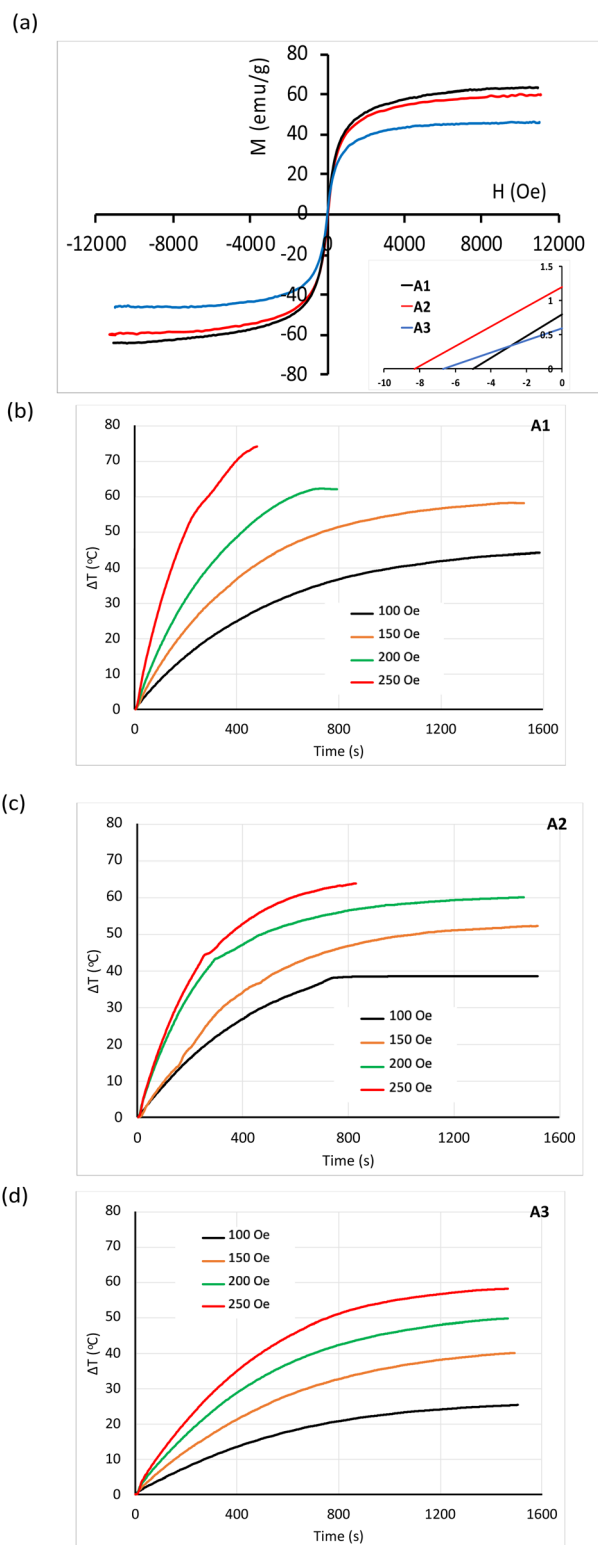 (a)
M (emu/g)
80
60
40
20
0
H (Oe)
-12000 -8000 -4000 0 4000 8000 12000
-20
-40
-60
-80
A1
A2
A3
1.5
1
0.5
0
-10 -8 -6 -4 -2 0
(b)
A1
80
70
60
50
40
30
20
10
0
ΔT (°C)
100 Oe
150 Oe
200 Oe
250 Oe
0 400 800 1200 1600
Time (s)
(c)
A2
80
70
60
50
40
30
20
10
0
ΔT (°C)
100 Oe
150 Oe
200 Oe
250 Oe
0 400 800 1200 1600
Time (s)
(d)
A3
80
70
60
50
40
30
20
10
0
ΔT (°C)
100 Oe
150 Oe
200 Oe
250 Oe
0 400 800 1200 1600
Time (s)